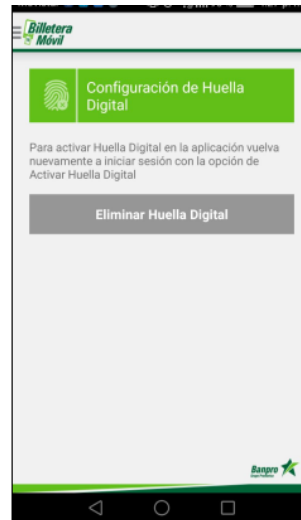 Billetera
Móvil
Configuración de Huella
Digital
Para activar Huella Digital en la aplicación vuelva
nuevamente a iniciar sesión con la opción de
Activar Huella Digital
Eliminar Huella Digital
Banpro